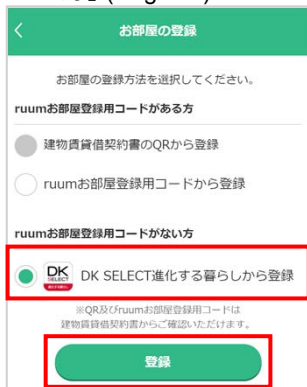 お部屋の登録
お部屋の登録方法を選択してください。
ruumお部屋登録用コードがある方
建物賃貸借契約書のQRから登録
ruumお部屋登録用コードから登録
ruumお部屋登録用コードがない方
DK SELECT
DK SELECT進化する暮らしから登録
※QR及びruumお部屋登録用コードは
建物賃貸借契約書からご確認いただけます。
登録